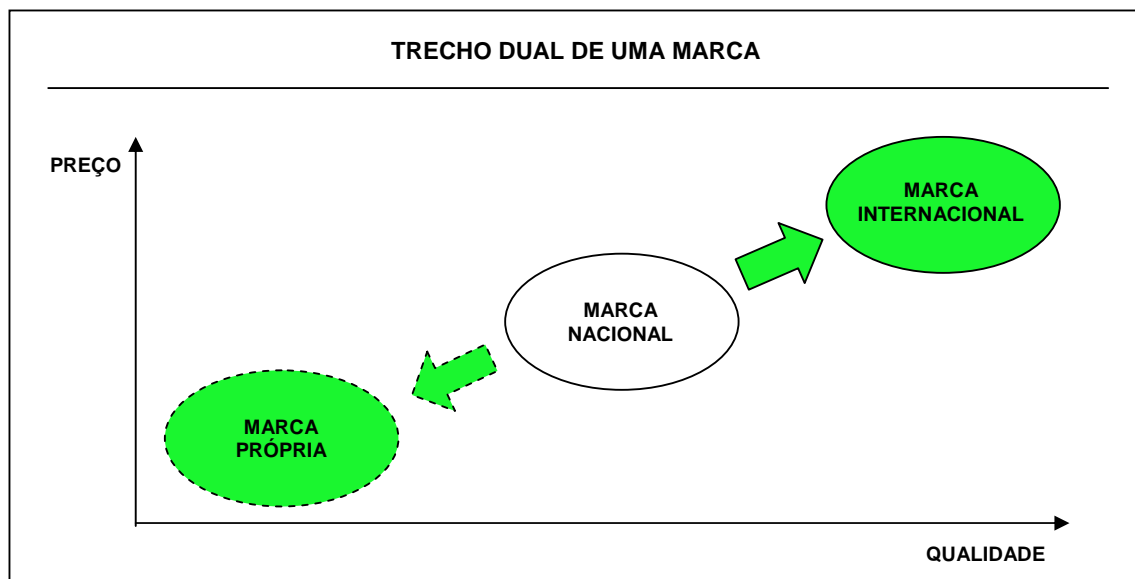 TRECHO DUAL DE UMA MARCA
PREÇO
MARCA
INTERNACIONAL
MARCA
NACIONAL
MARCA
PRÓPRIA
QUALIDADE